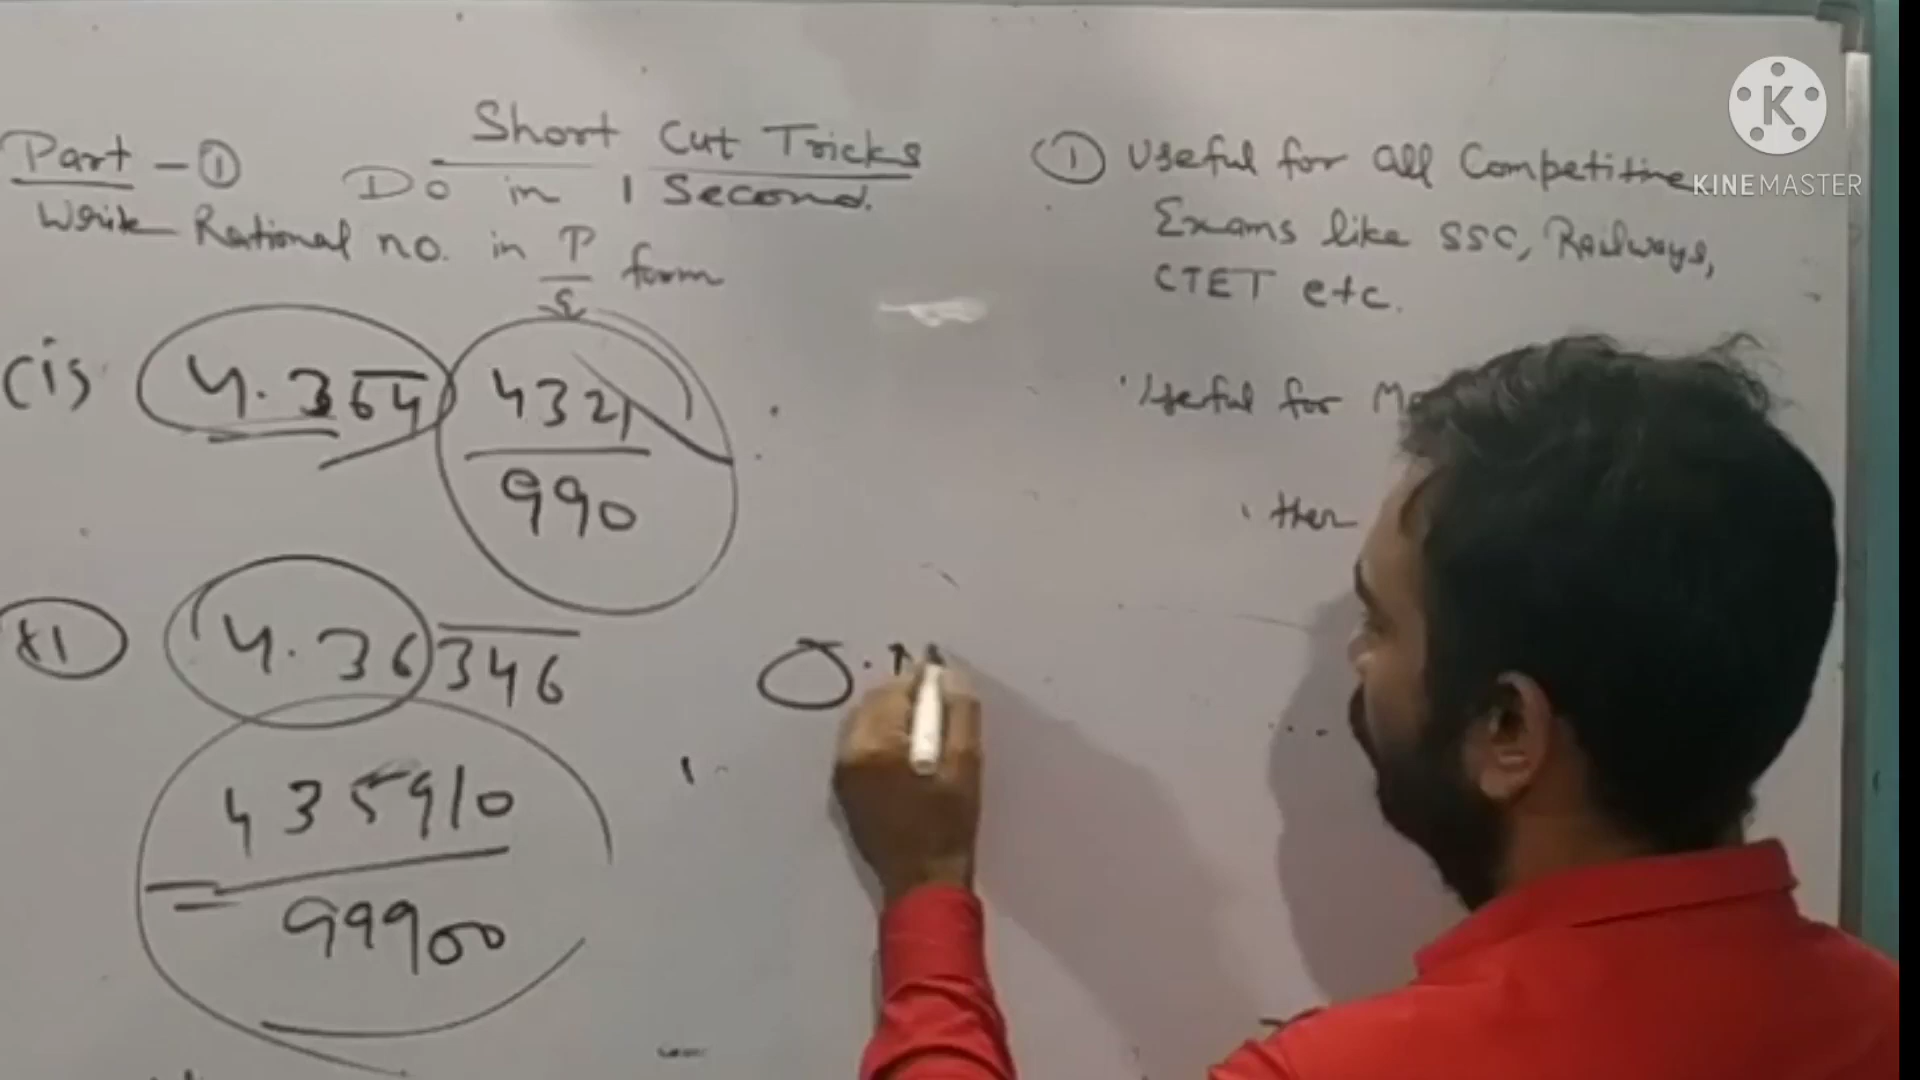 Short Cut Tricks
Part - ① Do in 1 Second.
Write Rational no. in P/q form
① Useful for all Competitive
Exams like SSC, Railways,
CTET etc.
Useful for
then
4.364
4321
990
4.36346
435910
99900
0.
K
KINEMASTER